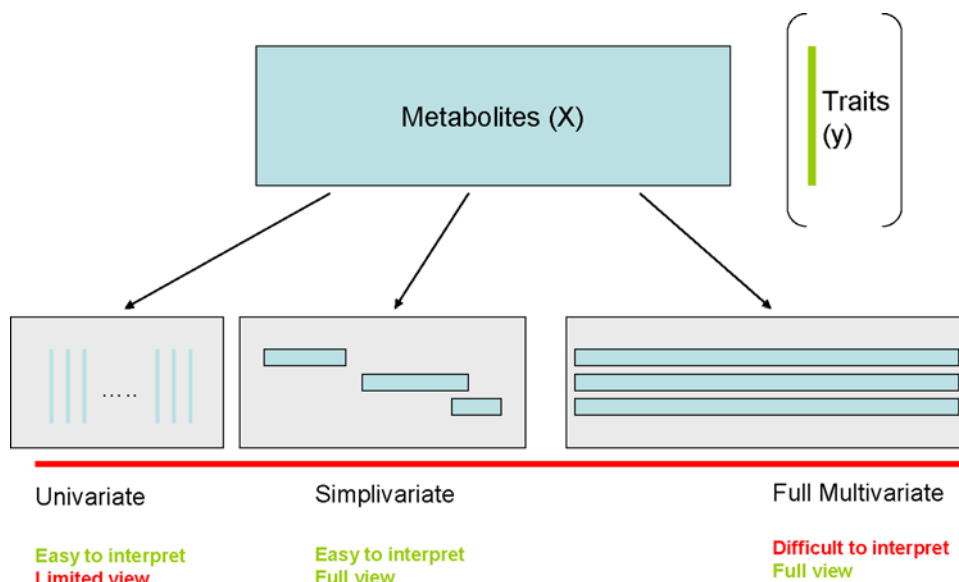 Metabolites (X)
Traits
(y)
.....
Univariate
Simplivariate
Full Multivariate
Easy to interpret
Limited view
Easy to interpret
Full view
Difficult to interpret
Full view